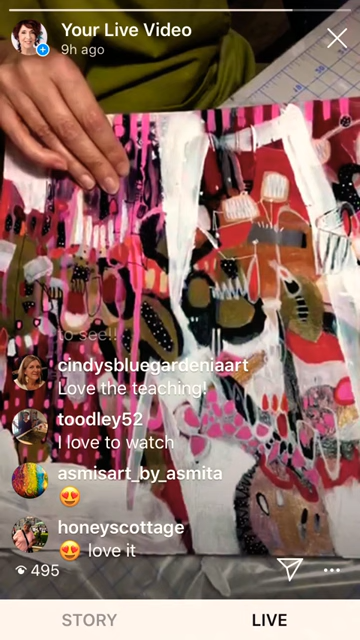 Your Live Video
9h ago
to see!!
cindysbluegardeniaart
Love the teaching!
toodley52
I love to watch
asmisart_by_asmita
😍
honeyscottage
😍 love it
495
STORY
LIVE